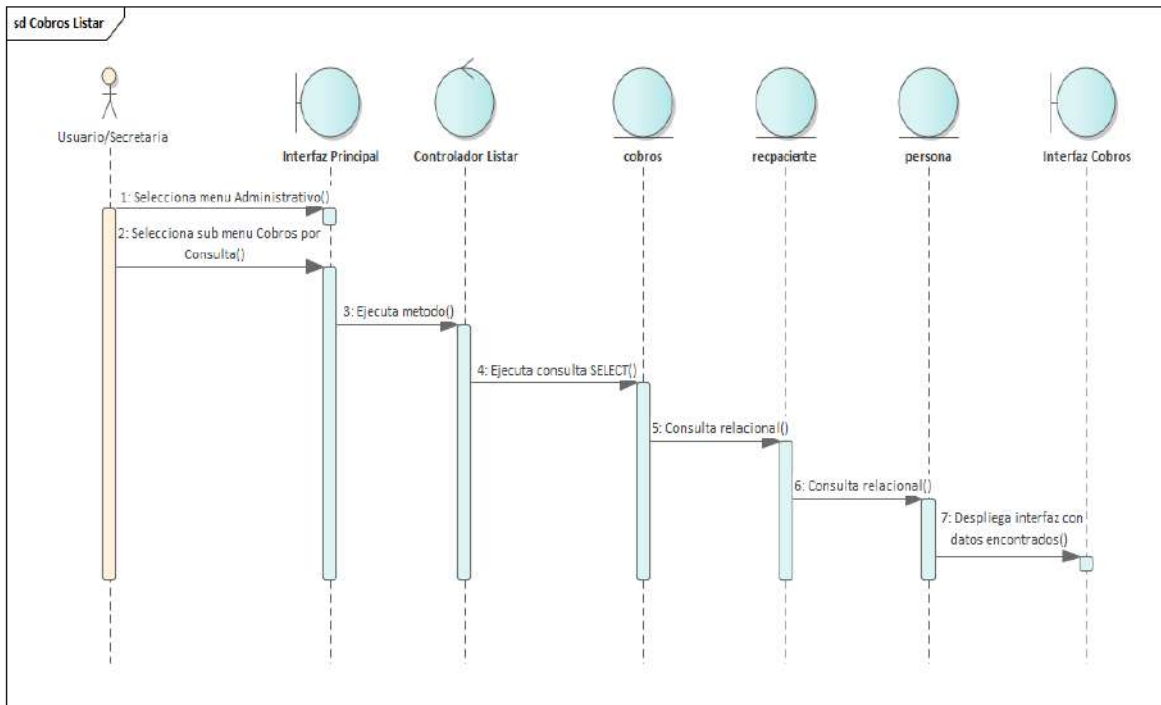 sd Cobros Listar
Usuario/Secretaria
Interfaz Principal
Controlador Listar
cobros
recpaciente
persona
Interfaz Cobros
1: Selecciona menu Administrativo()
2: Selecciona sub menu Cobros por
Consulta()
3: Ejecuta metodo()
4: Ejecuta consulta SELECT()
5: Consulta relacional()
6: Consulta relacional()
7: Despliega interfaz con
datos encontrados()